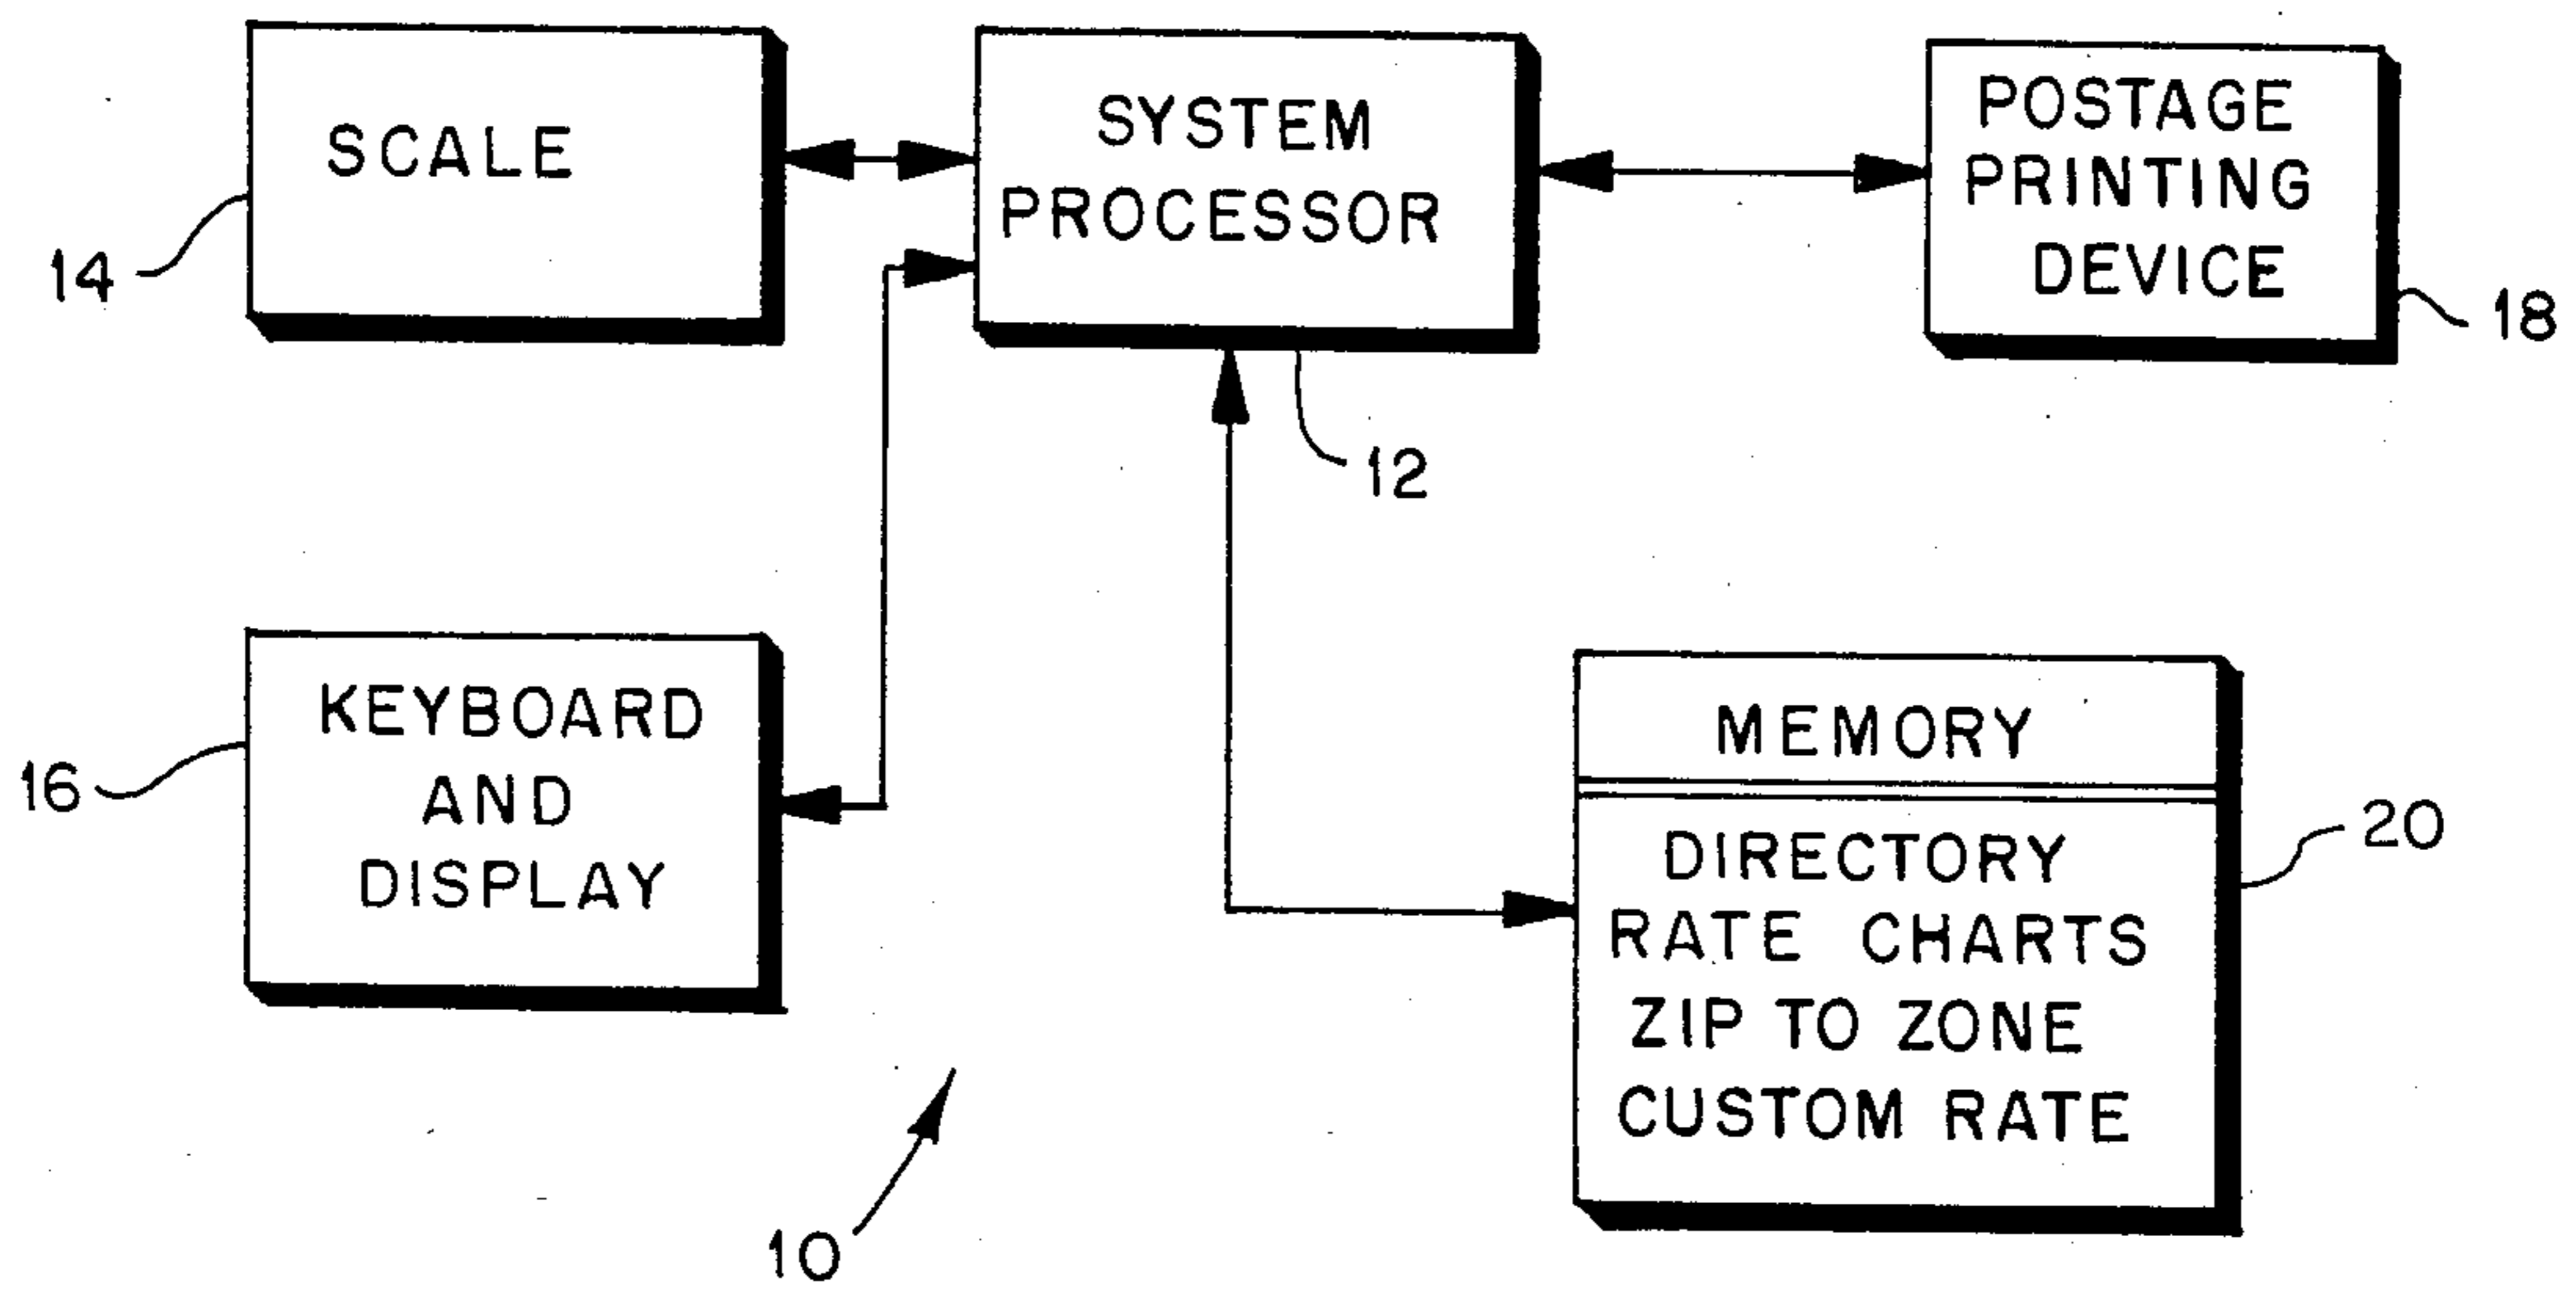 SCALE
14
SYSTEM
PROCESSOR
12
POSTAGE
PRINTING
DEVICE
18
KEYBOARD
AND
DISPLAY
16
MEMORY
DIRECTORY
RATE CHARTS
ZIP TO ZONE
CUSTOM RATE
20
10